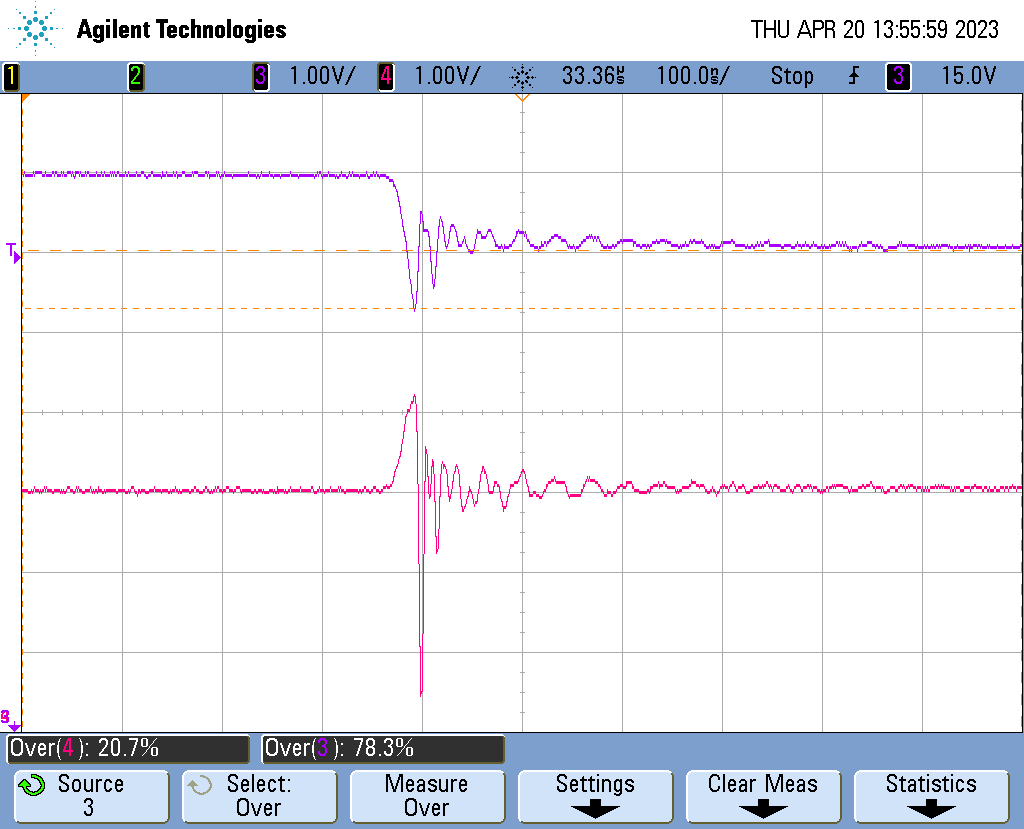 Agilent Technologies
THU APR 20 13:55:59 2023
1 2 3 1.00V/ 4 1.00V/ 33.36µs 100.0ns/ Stop 3 15.0V
T
Over(4): 20.7% Over(3): 78.3%
Source Select: Measure Settings Clear Meas Statistics
3 Over Over